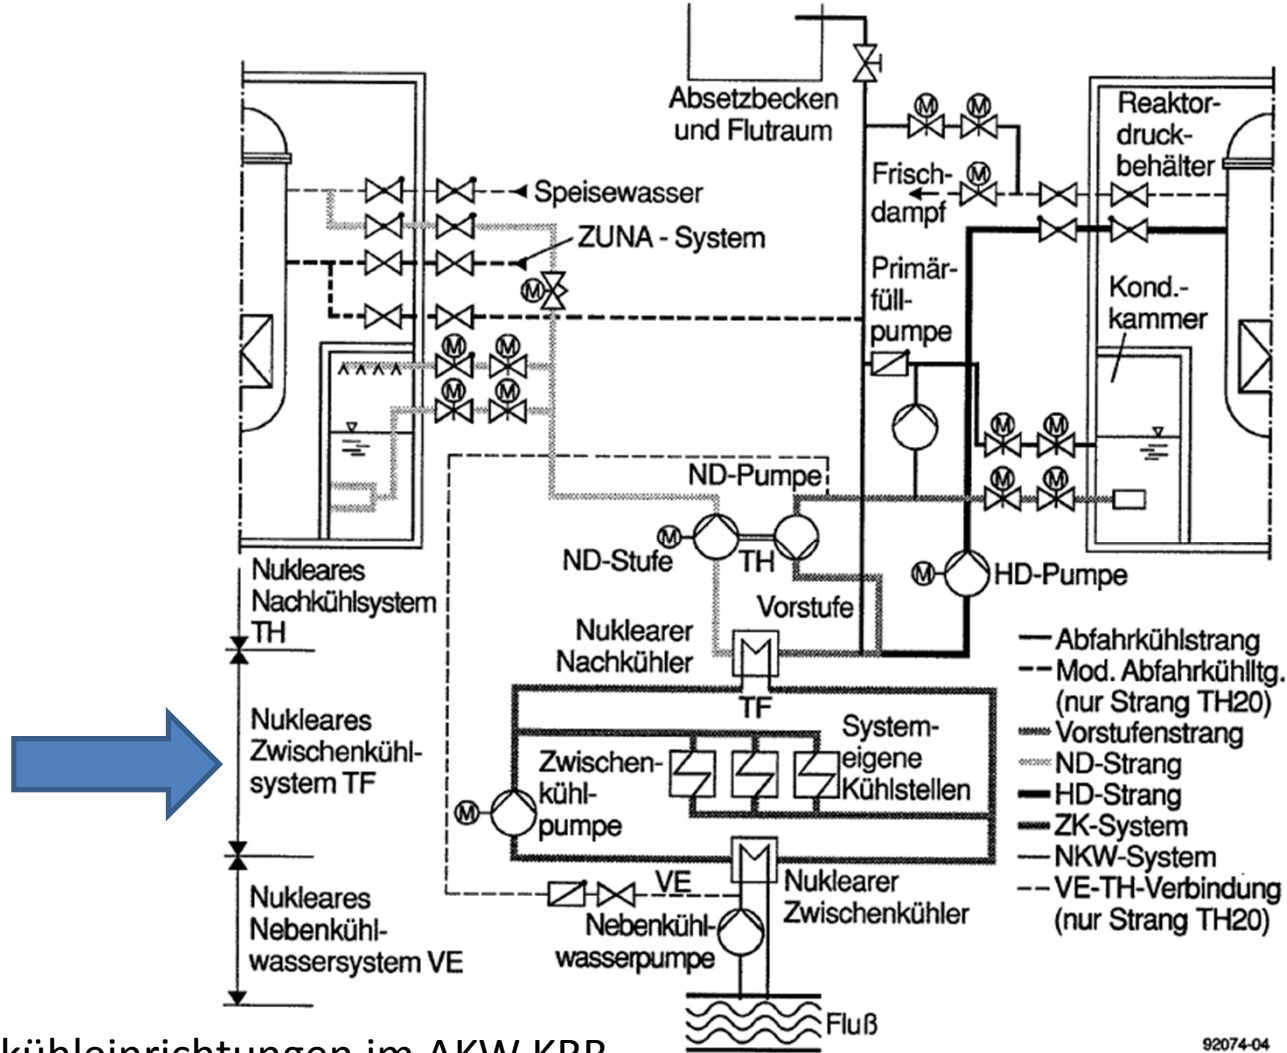 Absetzbecken
und Flutraum
M
M
Reaktor-
druck-
behälter
Frisch-
dampf
M
Speisewasser
ZUNA - System
M
Primär-
füll-
pumpe
Kond.-
kammer
M
M
M
M
M
M
ND-Pumpe
M
M
M
ND-Stufe
TH
M
HD-Pumpe
Vorstufe
Nuklearer
Nachkühler
Nukleares
Nachkühlsystem
TH
Abfahrkühlstrang
Mod. Abfahrkühlltg.
(nur Strang TH20)
Vorstufenstrang
ND-Strang
HD-Strang
ZK-System
NKW-System
VE-TH-Verbindung
(nur Strang TH20)
TF
Nukleares
Zwischenkühl-
system TF
System-
eigene
Kühlstellen
Zwischen-
kühl-
pumpe
M
Nuklearer
Zwischenkühler
VE
Nebenkühl-
wasserpumpe
Nukleares
Nebenkühl-
wassersystem VE
Fluß
92074-04